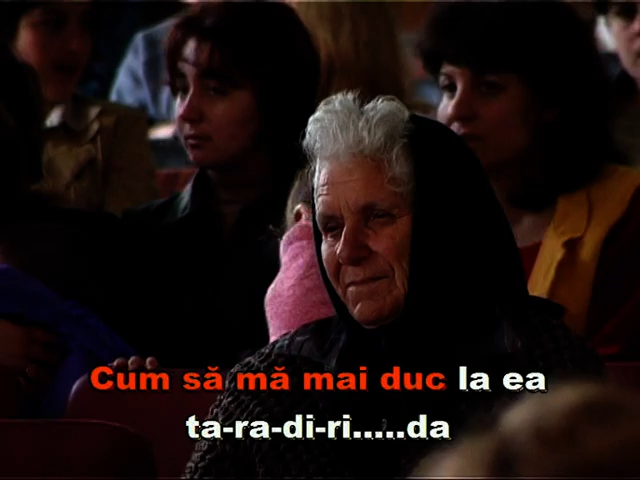 Cum să mă mai duc la ea
ta-ra-di-ri.....da